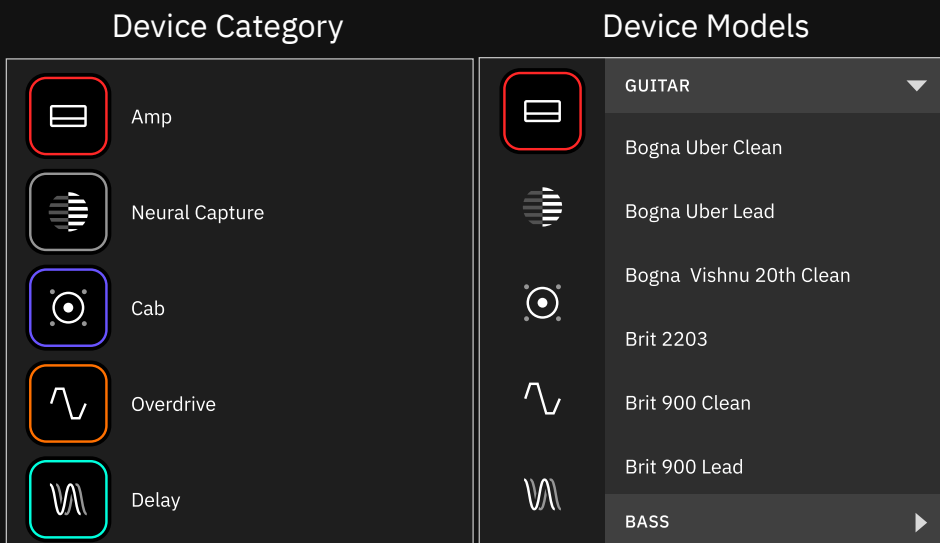 Device Category
Amp
Neural Capture
Cab
Overdrive
Delay
Device Models
GUITAR
Bogna Uber Clean
Bogna Uber Lead
Bogna  Vishnu 20th Clean
Brit 2203
Brit 900 Clean
Brit 900 Lead
BASS